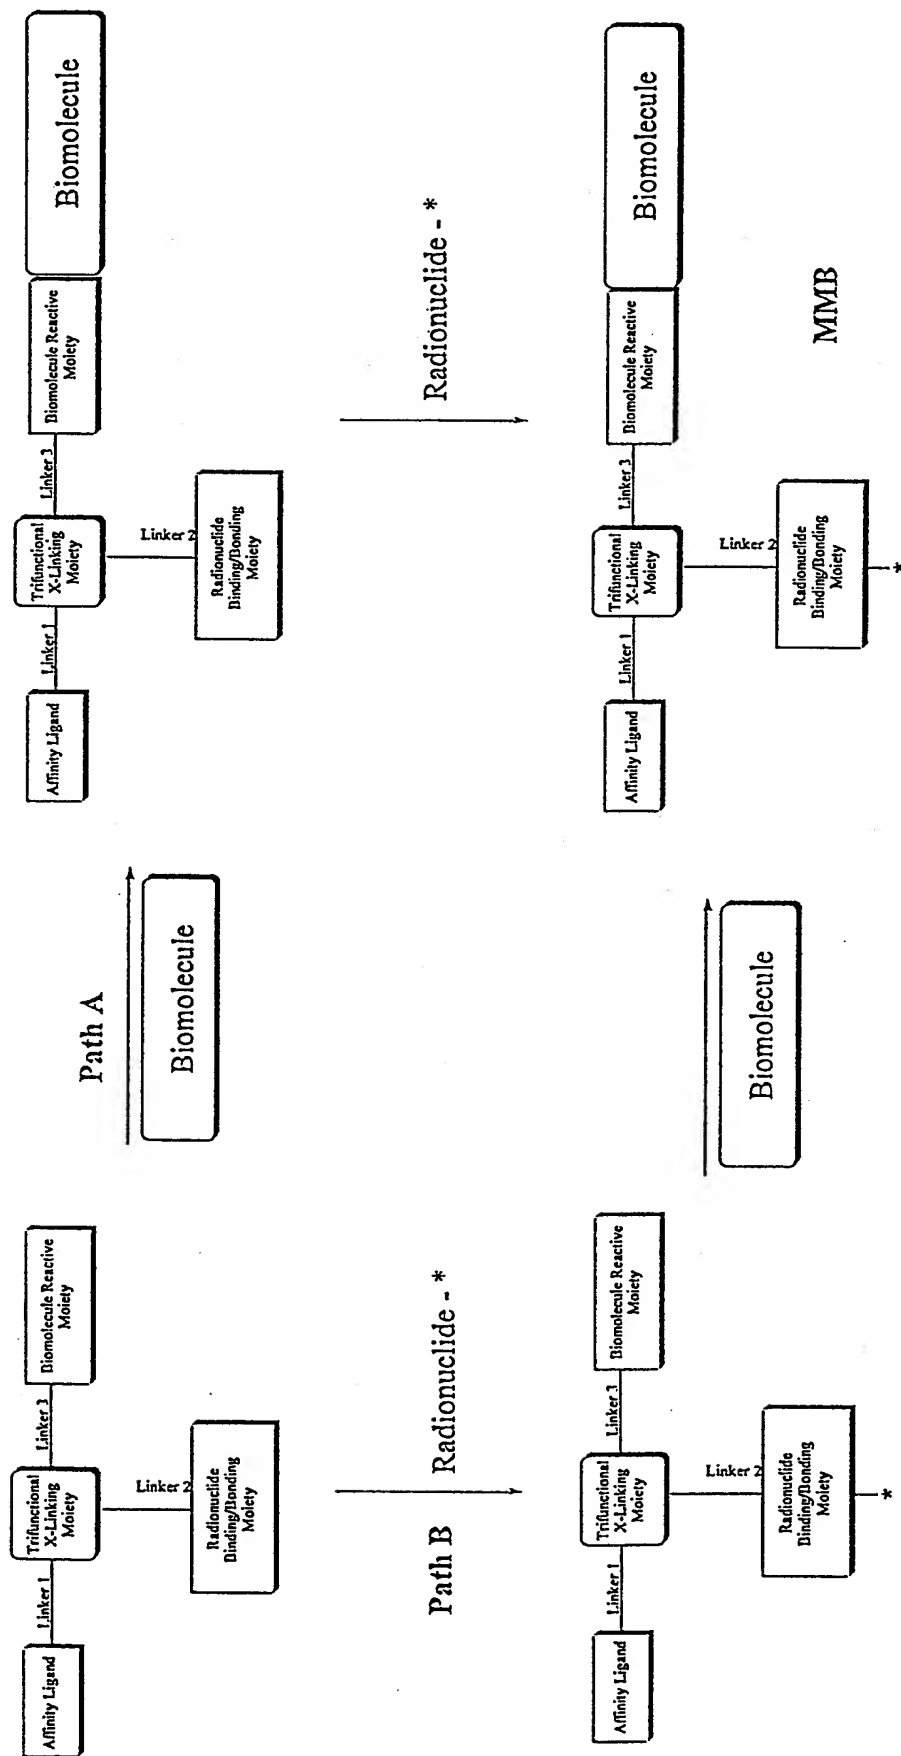 Affinity Ligand
Linker 1
Trifunctional
X-Linking
Moiety
Linker 3
Biomolecule Reactive
Moiety
Linker 2
Radionuclide
Binding/Bonding
Moiety
Path A
Biomolecule
Affinity Ligand
Linker 1
Trifunctional
X-Linking
Moiety
Linker 3
Biomolecule Reactive
Moiety
Biomolecule
Linker 2
Radionuclide
Binding/Bonding
Moiety
Path B
Radionuclide - *
Radionuclide - *
Affinity Ligand
Linker 1
Trifunctional
X-Linking
Moiety
Linker 3
Biomolecule Reactive
Moiety
Linker 2
Radionuclide
Binding/Bonding
Moiety
*
Biomolecule
Affinity Ligand
Linker 1
Trifunctional
X-Linking
Moiety
Linker 3
Biomolecule Reactive
Moiety
Biomolecule
Linker 2
Radionuclide
Binding/Bonding
Moiety
*
MMB